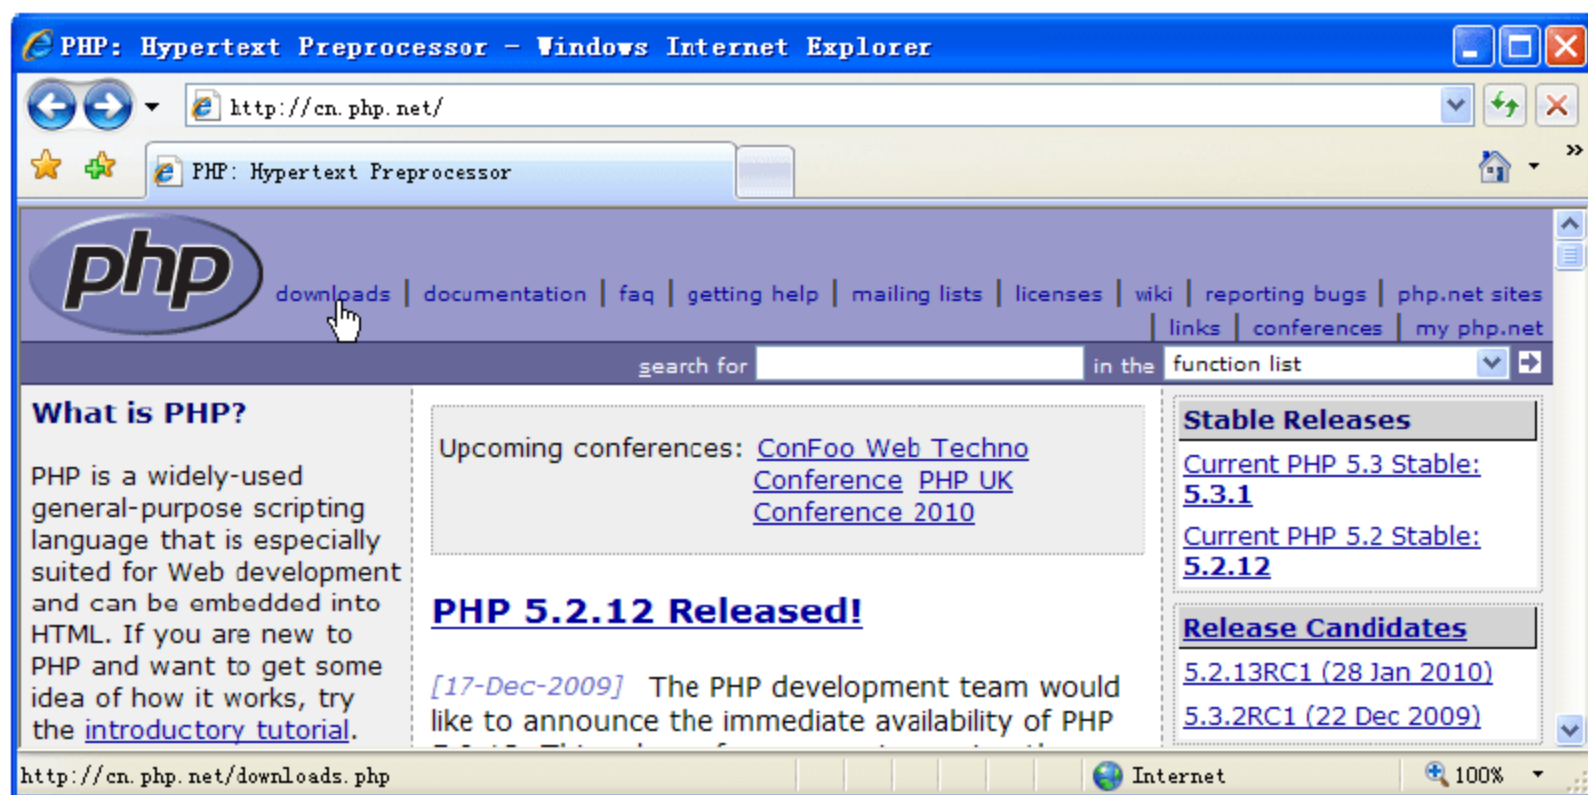 PHP: Hypertext Preprocessor - Windows Internet Explorer
http://cn.php.net/
PHP: Hypertext Preprocessor
php
downloads | documentation | faq | getting help | mailing lists | licenses | wiki | reporting bugs | php.net sites
| links | conferences | my php.net
search for
in the
function list
What is PHP?
PHP is a widely-used
general-purpose scripting
language that is especially
suited for Web development
and can be embedded into
HTML. If you are new to
PHP and want to get some
idea of how it works, try
the introductory tutorial.
Upcoming conferences: ConFoo Web Techno
Conference PHP UK
Conference 2010
PHP 5.2.12 Released!
[17-Dec-2009] The PHP development team would
like to announce the immediate availability of PHP
Stable Releases
Current PHP 5.3 Stable:
5.3.1
Current PHP 5.2 Stable:
5.2.12
Release Candidates
5.2.13RC1 (28 Jan 2010)
5.3.2RC1 (22 Dec 2009)
http://cn.php.net/downloads.php
Internet
100%